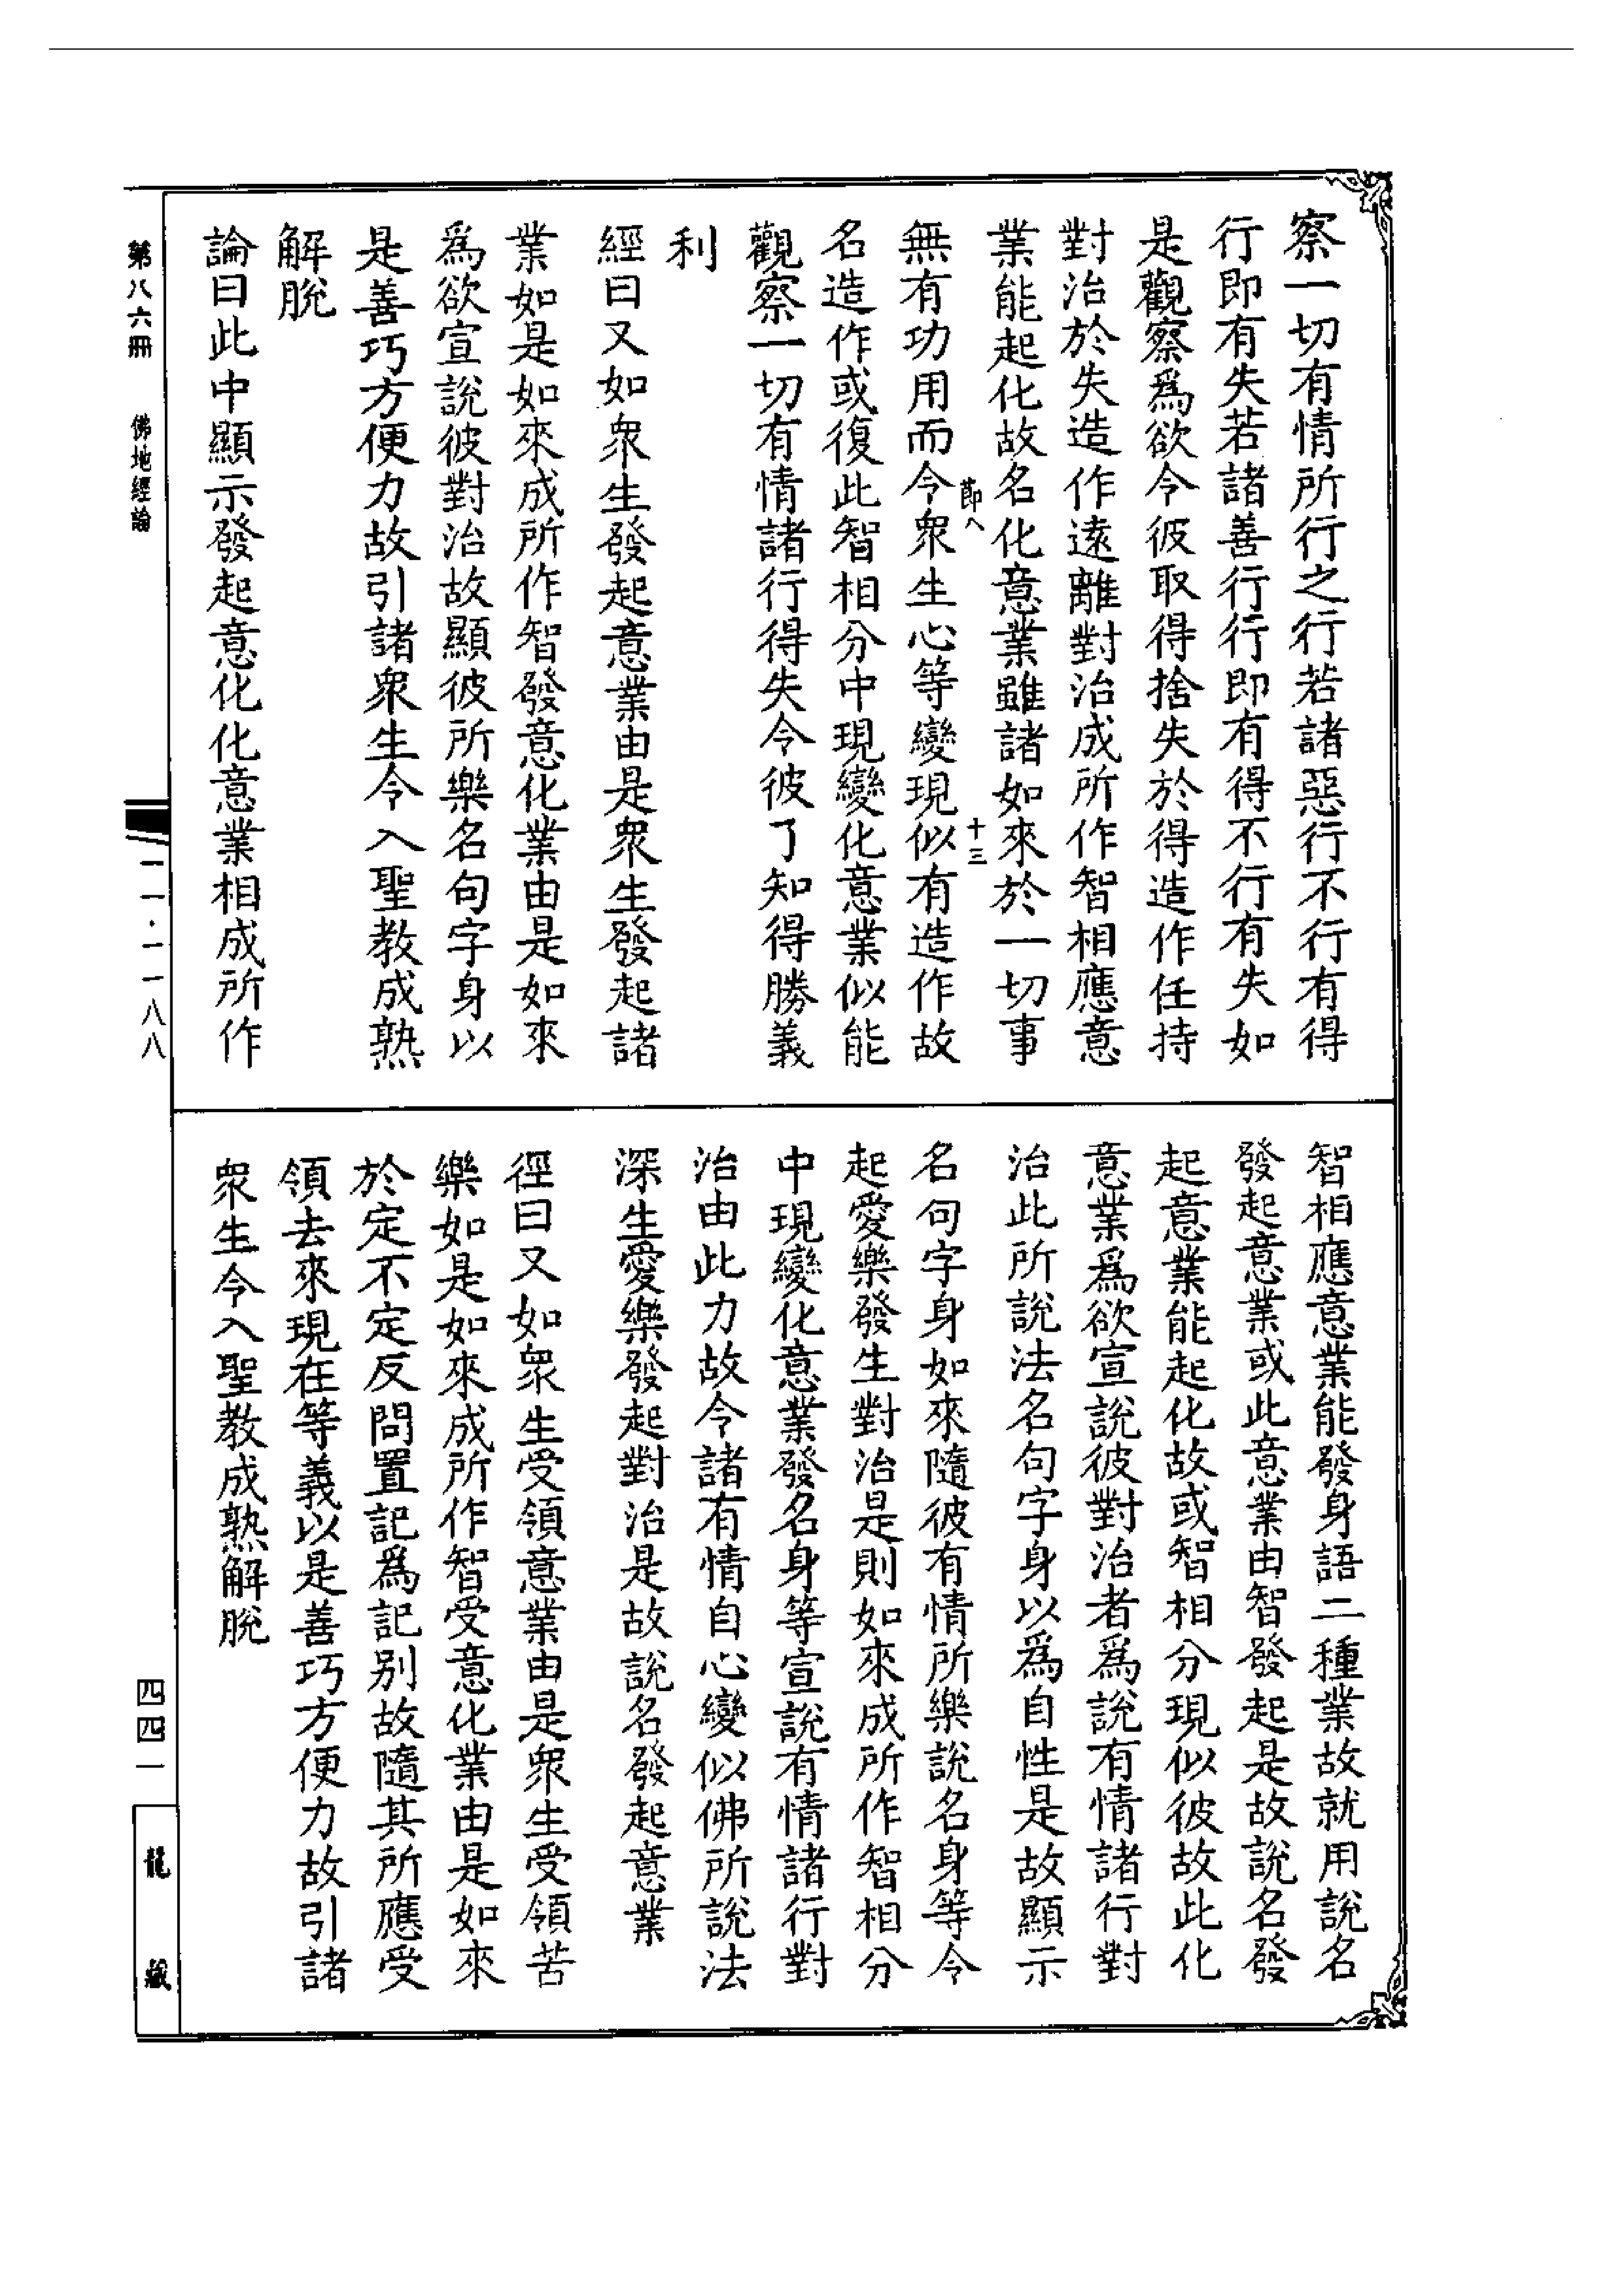 察一切有情所行之行若諸惡行不行有得
行即有失若諸善行行即有得不行有失如
是觀察爲欲令彼取得捨失於得造作任持
對治於失造作遠離對治成所作智相應意
業能起化故名化意業雖諸如來於一切事
節八
十三
無有功用而令衆生心等變現似有造作故
名造作或復此智相分中現變化意業似能
觀察一切有情諸行得失令彼了知得勝義
利
經曰又如衆生發起意業由是衆生發起諸
業如是如來成所作智發意化業由是如來
爲欲宣説彼對治故顯彼所樂名句字身以
是善巧方便力故引諸衆生令入聖教成熟
解脱
論曰此中顯示發起意化化意業相成所作
智相應意業能發身語二種業故就用説名
發起意業或此意業由智發起是故説名發
起意業能起化故或智相分現似彼故此化
意業爲欲宣説彼對治者爲説有情諸行對
治此所説法名句字身以爲自性是故顯示
名句字身如來隨彼有情所樂説名身等令
起愛樂發生對治是則如來成所作智相分
中現變化意業發名身等宣説有情諸行對
治由此力故令諸有情自心變似佛所説法
深生愛樂發起對治是故説名發起意業
徑曰又如衆生受領意業由是衆生受領苦
樂如是如來成所作智受意化業由是如來
於定不定反問置記爲記别故隨其所應受
領去來現在等義以是善巧方便力故引諸
衆生令入聖教成熟解脱
第八六冊
佛地經論
一一·一一八八
四四一
龍藏